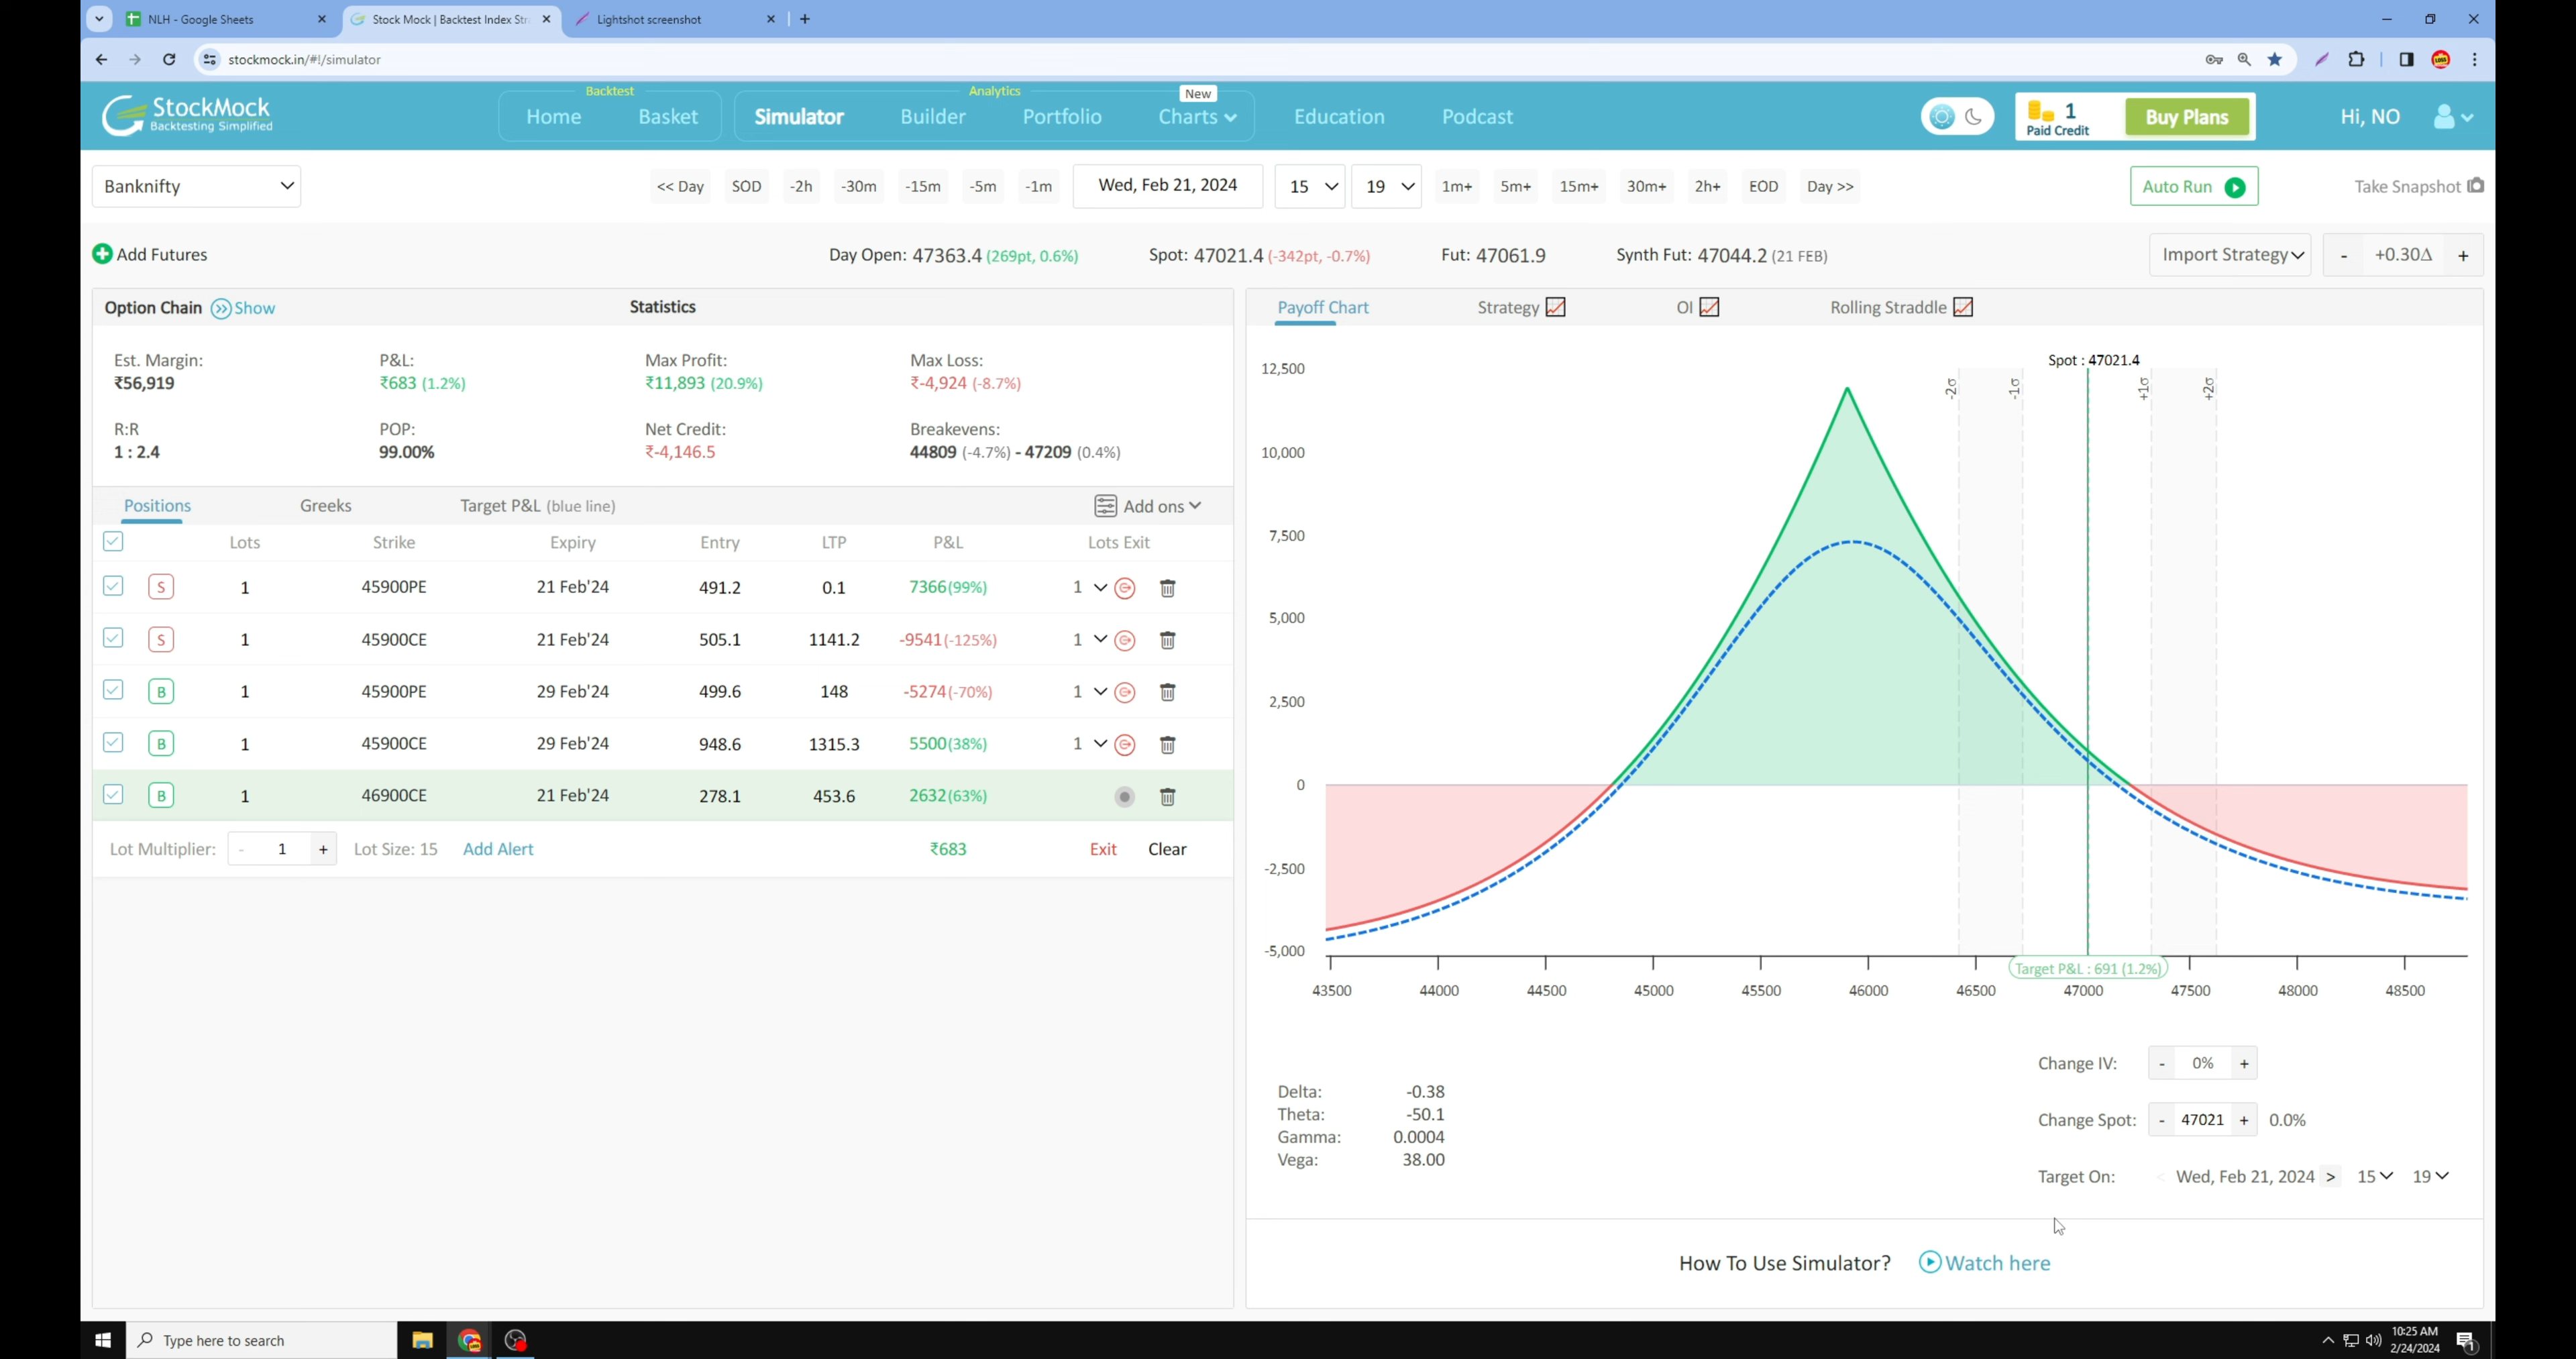 NLH - Google Sheets
Stock Mock | Backtest Index Str
Lightshot screenshot
stockmock.in/#!/simulator
StockMock
Backtesting Simplified
Backtest
Home
Basket
Analytics
Simulator
Builder
Portfolio
Charts
New
Education
Podcast
1
Paid Credit
Buy Plans
Hi, NO
Banknifty
<< Day
SOD
-2h
-30m
-15m
-5m
-1m
Wed, Feb 21, 2024
15
19
1m+
5m+
15m+
30m+
2h+
EOD
Day >>
Auto Run
Take Snapshot
Add Futures
Day Open: 47363.4 (269pt, 0.6%)
Spot: 47021.4 (-342pt, -0.7%)
Fut: 47061.9
Synth Fut: 47044.2 (21 FEB)
Import Strategy
- +0.30Δ +
Option Chain Show
Statistics
Est. Margin: P&L: Max Profit: Max Loss:
₹56,919 ₹683 (1.2%) ₹11,893 (20.9%) ₹-4,924 (-8.7%)
R:R POP: Net Credit: Breakevens:
1 : 2.4 99.00% ₹-4,146.5 44809 (-4.7%) - 47209 (0.4%)
Positions Greeks Target P&L (blue line) Add ons
Lots Strike Expiry Entry LTP P&L Lots Exit
S 1 45900PE 21 Feb'24 491.2 0.1 7366(99%) 1
S 1 45900CE 21 Feb'24 505.1 1141.2 -9541(-125%) 1
B 1 45900PE 29 Feb'24 499.6 148 -5274(-70%) 1
B 1 45900CE 29 Feb'24 948.6 1315.3 5500(38%) 1
B 1 46900CE 21 Feb'24 278.1 453.6 2632(63%)
Lot Multiplier: - 1 + Lot Size: 15 Add Alert ₹683 Exit Clear
Payoff Chart Strategy OI Rolling Straddle
Spot : 47021.4
-2σ
-1σ
+1σ
+2σ
12,500
10,000
7,500
5,000
2,500
0
-2,500
-5,000
Target P&L : 691 (1.2%)
43500 44000 44500 45000 45500 46000 46500 47000 47500 48000 48500
Delta: -0.38
Theta: -50.1
Gamma: 0.0004
Vega: 38.00
Change IV: - 0% +
Change Spot: - 47021 + 0.0%
Target On: < Wed, Feb 21, 2024 > 15 19
How To Use Simulator? Watch here
Type here to search
10:25 AM
2/24/2024
1